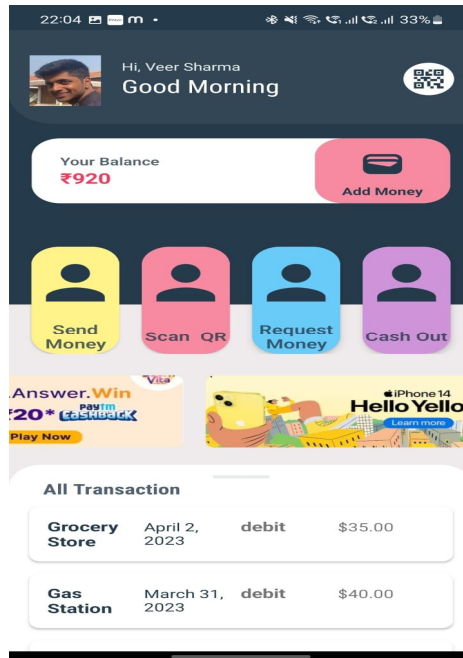 22:04 33%
Hi, Veer Sharma
Good Morning
Your Balance
₹920
Add Money
Send Money
Scan QR
Request Money
Cash Out
Vita
.Answer.Win
₹20* Paytm CASHBACK
Play Now
iPhone 14
Hello Yello
Learn more
All Transaction
Grocery Store April 2, 2023 debit $35.00
Gas Station March 31, 2023 debit $40.00